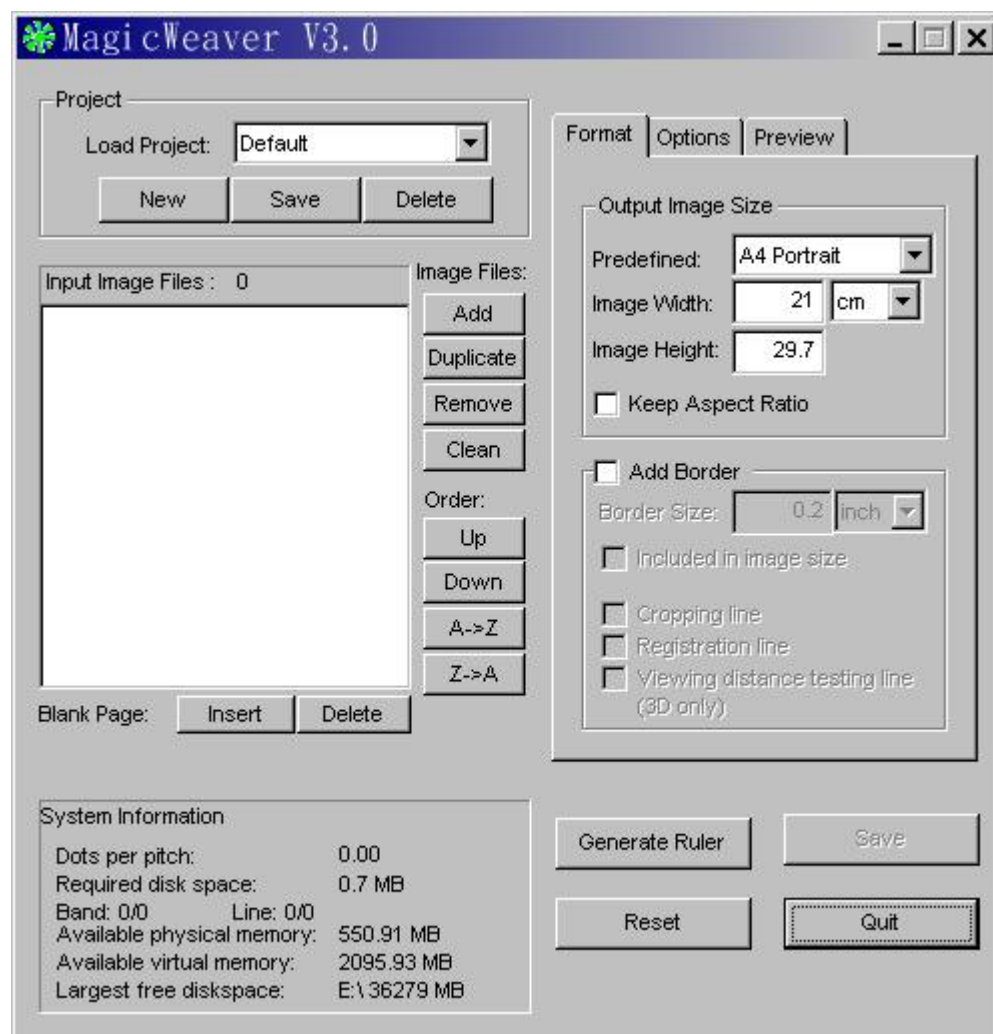 MagicWeaver V3.0
Project
Load Project: Default
New Save Delete
Input Image Files : 0
Image Files:
Add
Duplicate
Remove
Clean
Order:
Up
Down
A->Z
Z->A
Blank Page: Insert Delete
Format Options Preview
Output Image Size
Predefined: A4 Portrait
Image Width: 21 cm
Image Height: 29.7
Keep Aspect Ratio
Add Border
Border Size: 0.2 inch
Included in image size
Cropping line
Registration line
Viewing distance testing line
(3D only)
System Information
Dots per pitch: 0.00
Required disk space: 0.7 MB
Band: 0/0 Line: 0/0
Available physical memory: 550.91 MB
Available virtual memory: 2095.93 MB
Largest free diskspace: E:\ 36279 MB
Generate Ruler Save
Reset Quit